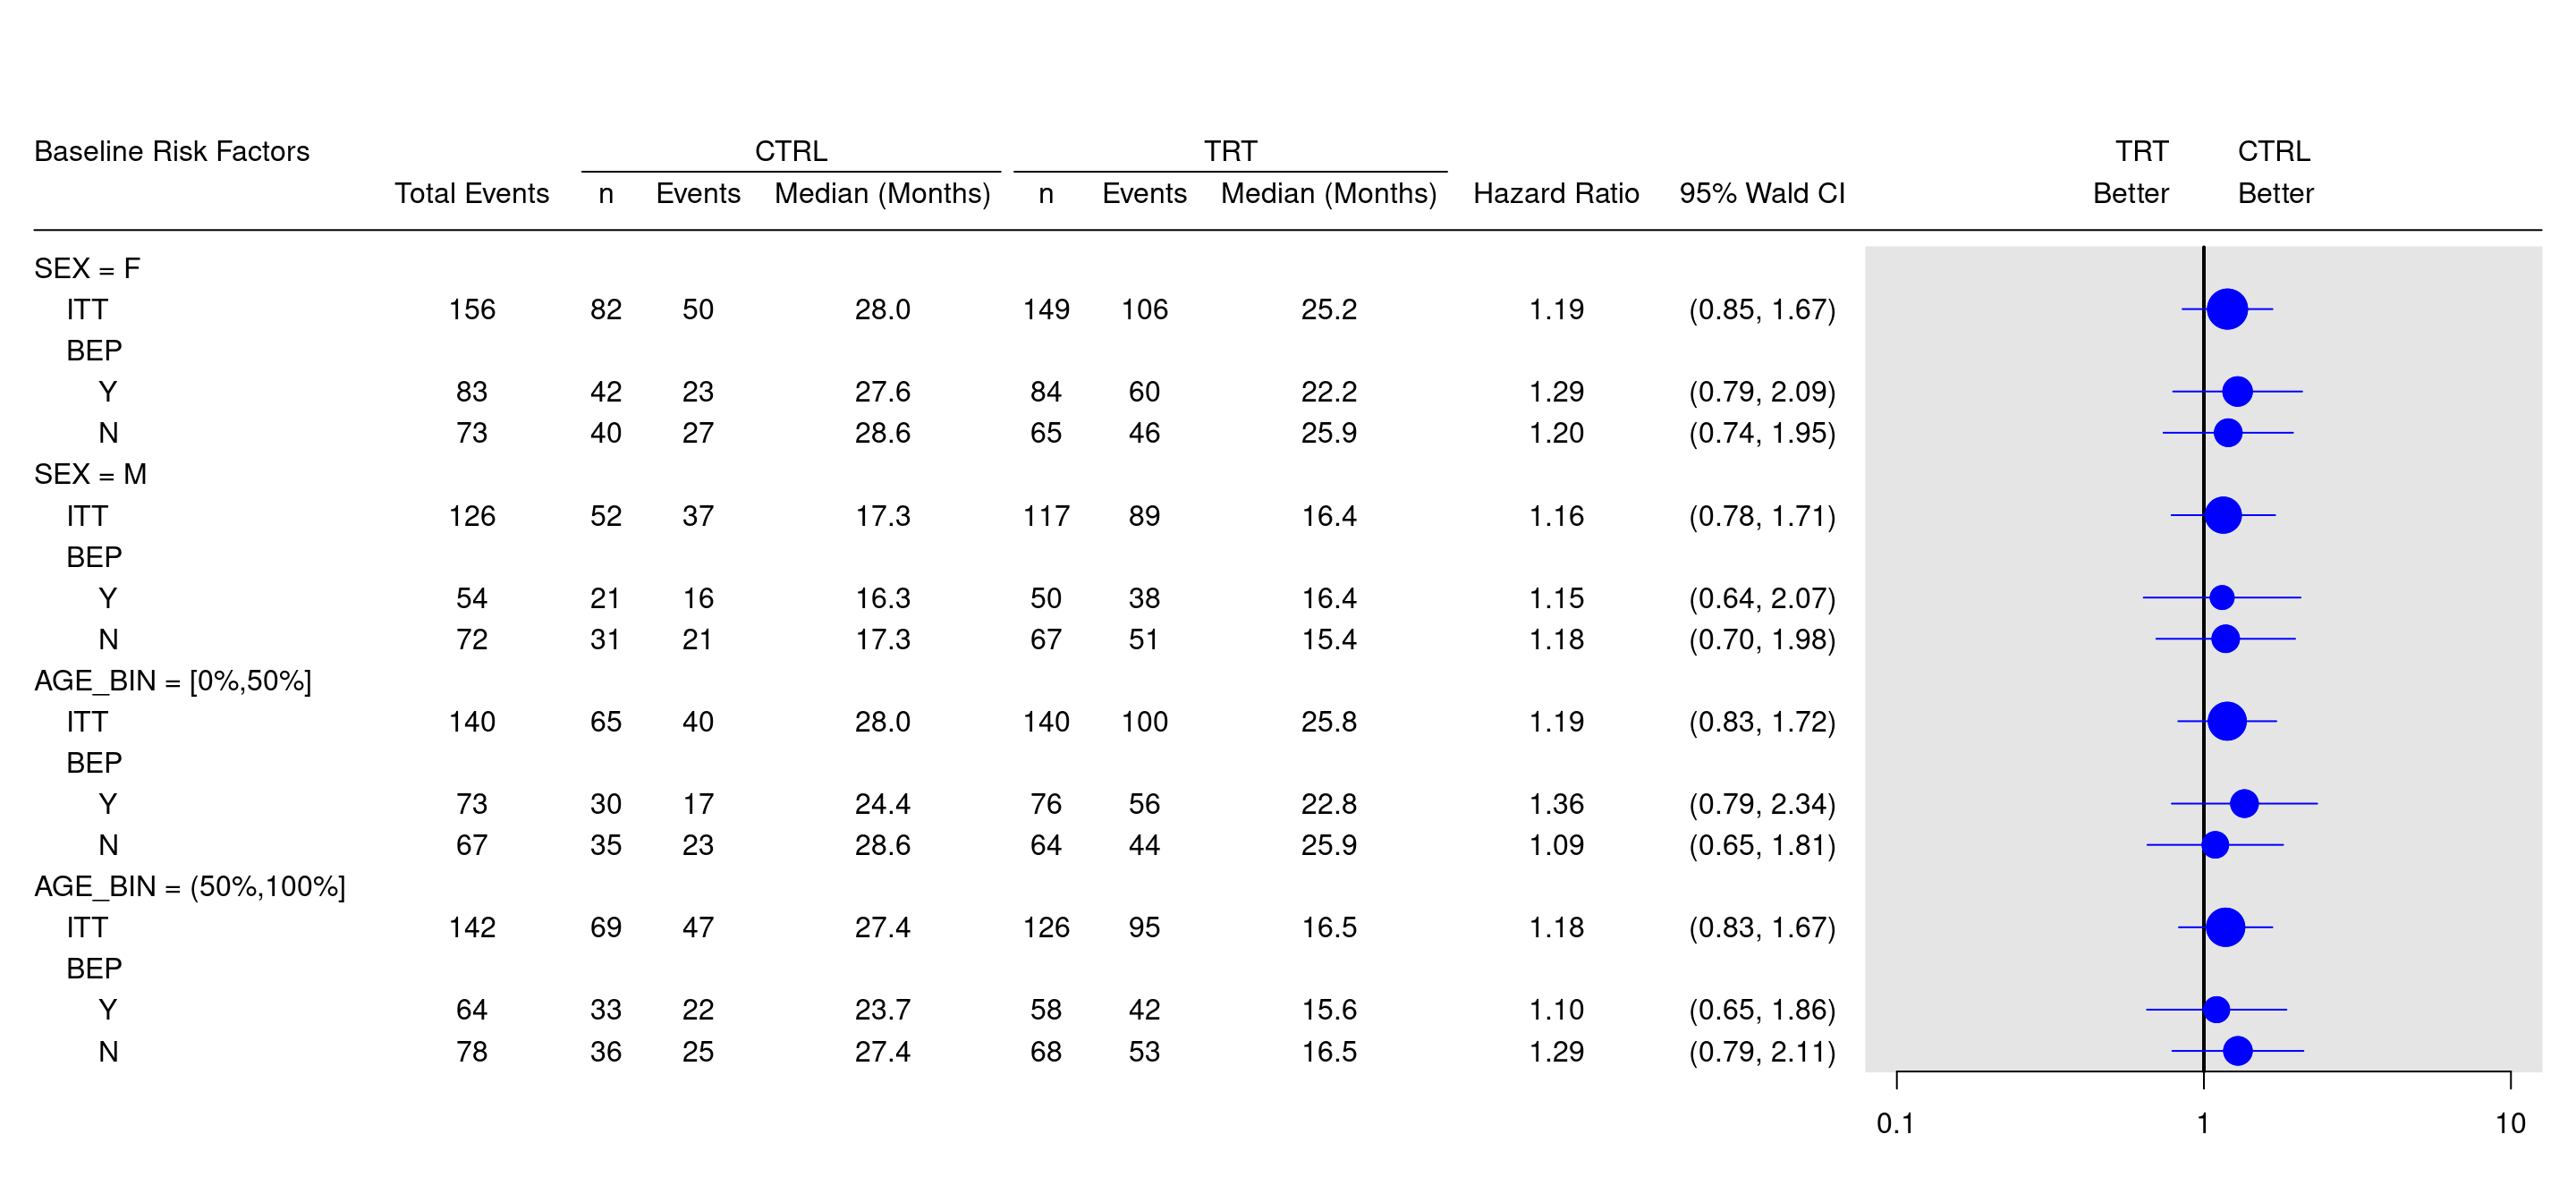 Baseline Risk Factors CTRL TRT TRT CTRL
Total Events n Events Median (Months) n Events Median (Months) Hazard Ratio 95% Wald CI Better Better
SEX = F
ITT 156 82 50 28.0 149 106 25.2 1.19 (0.85, 1.67)
BEP
Y 83 42 23 27.6 84 60 22.2 1.29 (0.79, 2.09)
N 73 40 27 28.6 65 46 25.9 1.20 (0.74, 1.95)
SEX = M
ITT 126 52 37 17.3 117 89 16.4 1.16 (0.78, 1.71)
BEP
Y 54 21 16 16.3 50 38 16.4 1.15 (0.64, 2.07)
N 72 31 21 17.3 67 51 15.4 1.18 (0.70, 1.98)
AGE_BIN = [0%,50%]
ITT 140 65 40 28.0 140 100 25.8 1.19 (0.83, 1.72)
BEP
Y 73 30 17 24.4 76 56 22.8 1.36 (0.79, 2.34)
N 67 35 23 28.6 64 44 25.9 1.09 (0.65, 1.81)
AGE_BIN = (50%,100%]
ITT 142 69 47 27.4 126 95 16.5 1.18 (0.83, 1.67)
BEP
Y 64 33 22 23.7 58 42 15.6 1.10 (0.65, 1.86)
N 78 36 25 27.4 68 53 16.5 1.29 (0.79, 2.11)
0.1 1 10